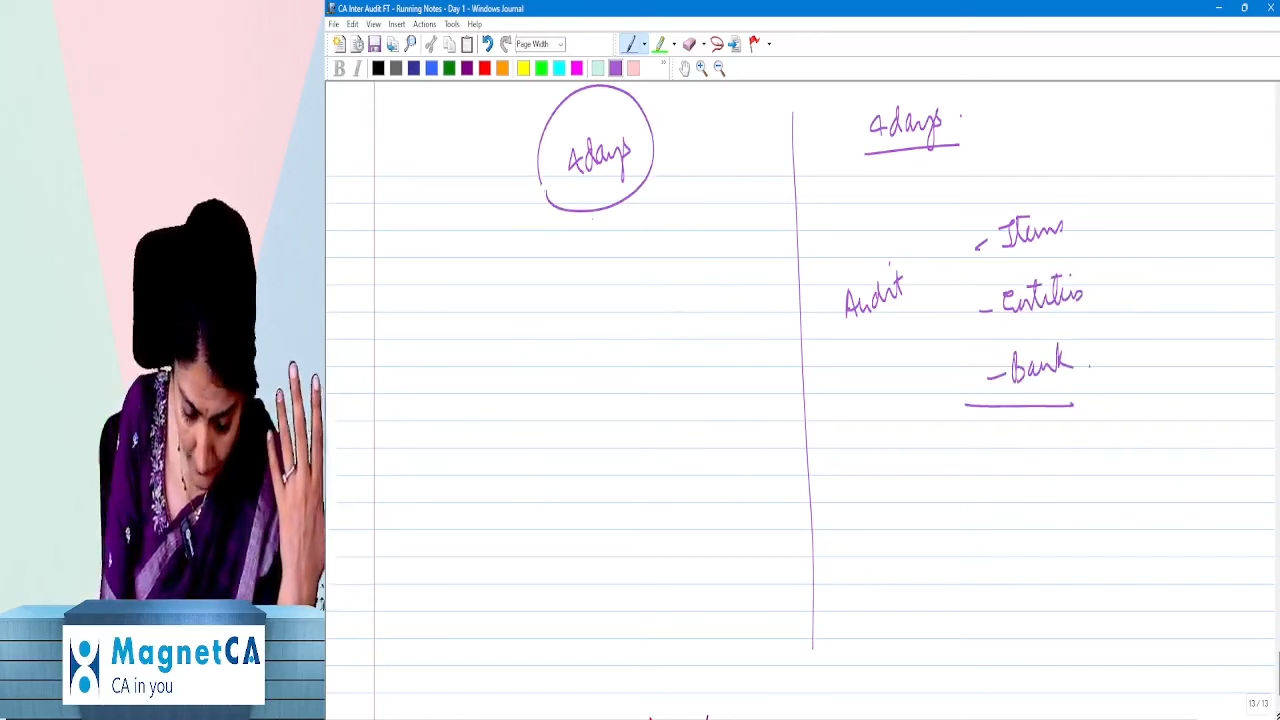 CA Inter Audit FT - Running Notes - Day 1 - Windows Journal
File Edit View Insert Actions Tools Help
Page Width
B I
4days
4days
- Items
Audit
- Entities
- Bank
MagnetCA
CA in you
13 / 13